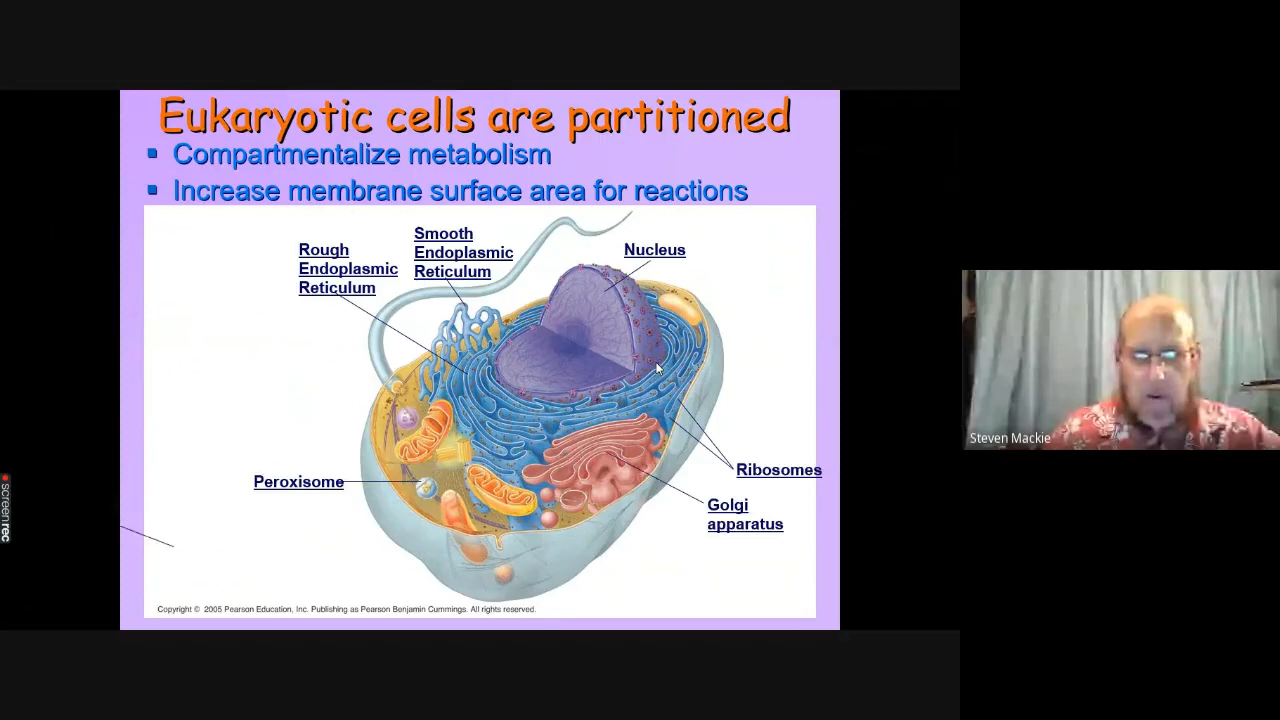 Eukaryotic cells are partitioned
Compartmentalize metabolism
Increase membrane surface area for reactions
Smooth
Endoplasmic
Reticulum
Rough
Endoplasmic
Reticulum
Nucleus
Peroxisome
Ribosomes
Golgi
apparatus
Copyright © 2005 Pearson Education, Inc. Publishing as Pearson Benjamin Cummings. All rights reserved.
Steven Mackie
screenrec